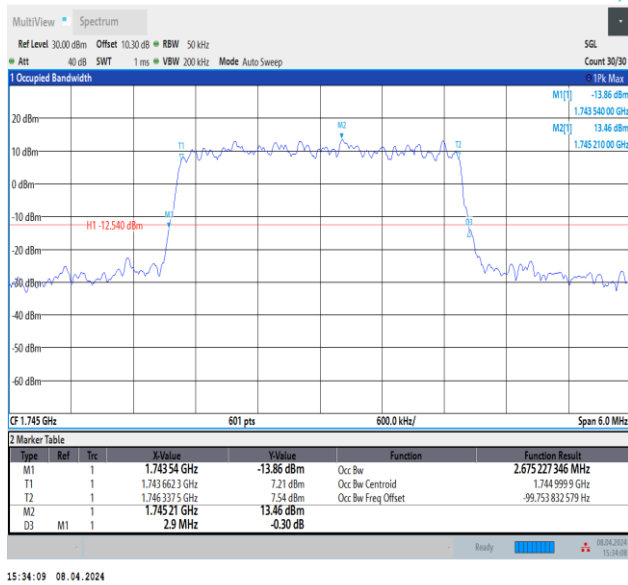 MultiView Spectrum
Ref Level 30.00 dBm Offset 10.30 dB RBW 50 kHz SGL
Att 40 dB SWT 1 ms VBW 200 kHz Mode Auto Sweep Count 30/30
1 Occupied Bandwidth 1Pk Max
M1[1] -13.86 dBm
1.743 540 00 GHz
M2[1] 13.46 dBm
1.745 210 00 GHz
20 dBm
M2
T1 T2
10 dBm
0 dBm
-10 dBm
M1
D3
H1 -12.540 dBm
-20 dBm
-30 dBm
-40 dBm
-50 dBm
-60 dBm
CF 1.745 GHz 601 pts 600.0 kHz/ Span 6.0 MHz
2 Marker Table
Type Ref Trc X-Value Y-Value Function Function Result
M1 1 1.743 54 GHz -13.86 dBm Occ Bw 2.675 227 346 MHz
T1 1 1.743 662 3 GHz 7.21 dBm Occ Bw Centroid 1.744 999 9 GHz
T2 1 1.746 337 5 GHz 7.54 dBm Occ Bw Freq Offset -99.753 832 579 Hz
M2 1 1.745 21 GHz 13.46 dBm
D3 M1 1 2.9 MHz -0.30 dB
Ready 08.04.2024
15:34:08
15:34:09 08.04.2024